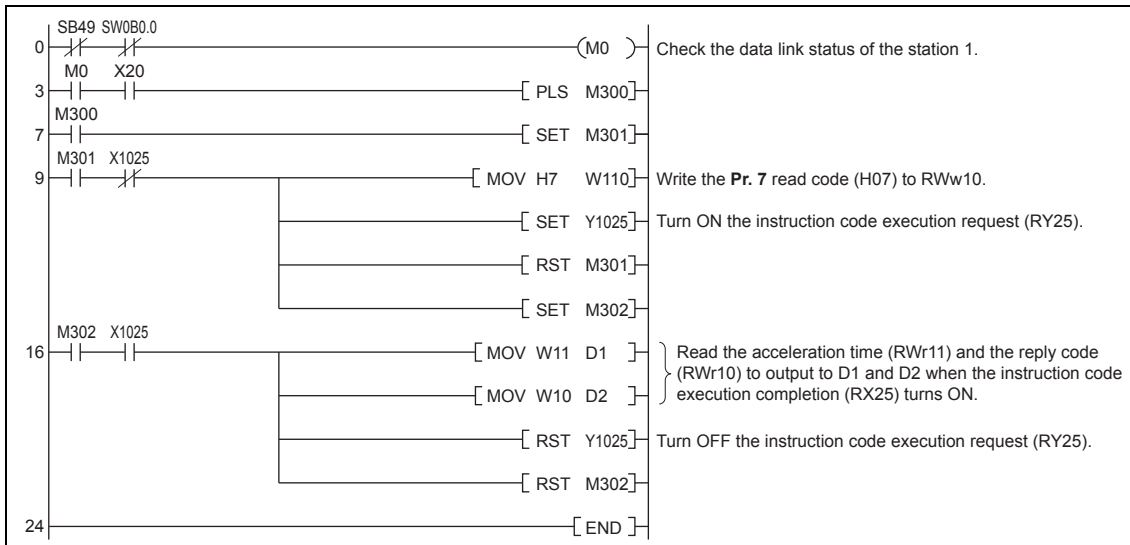 SB49 SW0B0.0
0 M0 Check the data link status of the station 1.
M0 X20
3 PLS M300
M300
7 SET M301
M301 X1025
9 MOV H7 W110 Write the Pr. 7 read code (H07) to RWw10.
SET Y1025 Turn ON the instruction code execution request (RY25).
RST M301
SET M302
M302 X1025
16 MOV W11 D1 Read the acceleration time (RWr11) and the reply code
(RWr10) to output to D1 and D2 when the instruction code
MOV W10 D2 execution completion (RX25) turns ON.
RST Y1025 Turn OFF the instruction code execution request (RY25).
RST M302
24 END